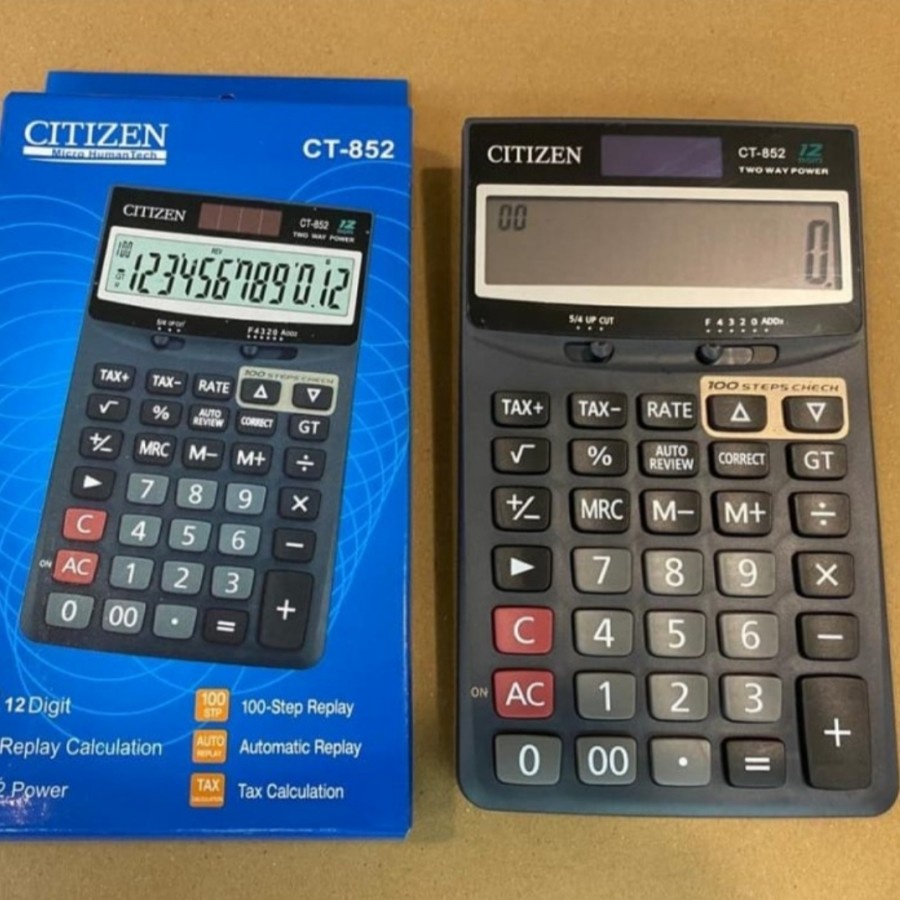 CITIZEN
Micro HumanTech
CT-852
CITIZEN
CT-852 12
TWO WAY POWER
100
1234567890.12
5/4 UP CUT
F 4 3 2 0 ADD2
TAX+ TAX− RATE
100 STEPS CHECK
△ ▽
√ % AUTO REVIEW CORRECT GT
+/− MRC M− M+ ÷
▶ 7 8 9 ×
C 4 5 6 −
ON AC 1 2 3 +
0 00 · =
12 Digit
100 STP
100-Step Replay
Replay Calculation
AUTO REPLAY
Automatic Replay
2 Power
TAX
Tax Calculation
CITIZEN
CT-852 12
TWO WAY POWER
00
0.
5/4 UP CUT
F 4 3 2 0 ADD2
100 STEPS CHECK
TAX+ TAX− RATE △ ▽
√ % AUTO REVIEW CORRECT GT
+/− MRC M− M+ ÷
▶ 7 8 9 ×
C 4 5 6 −
ON AC 1 2 3 +
0 00 · =